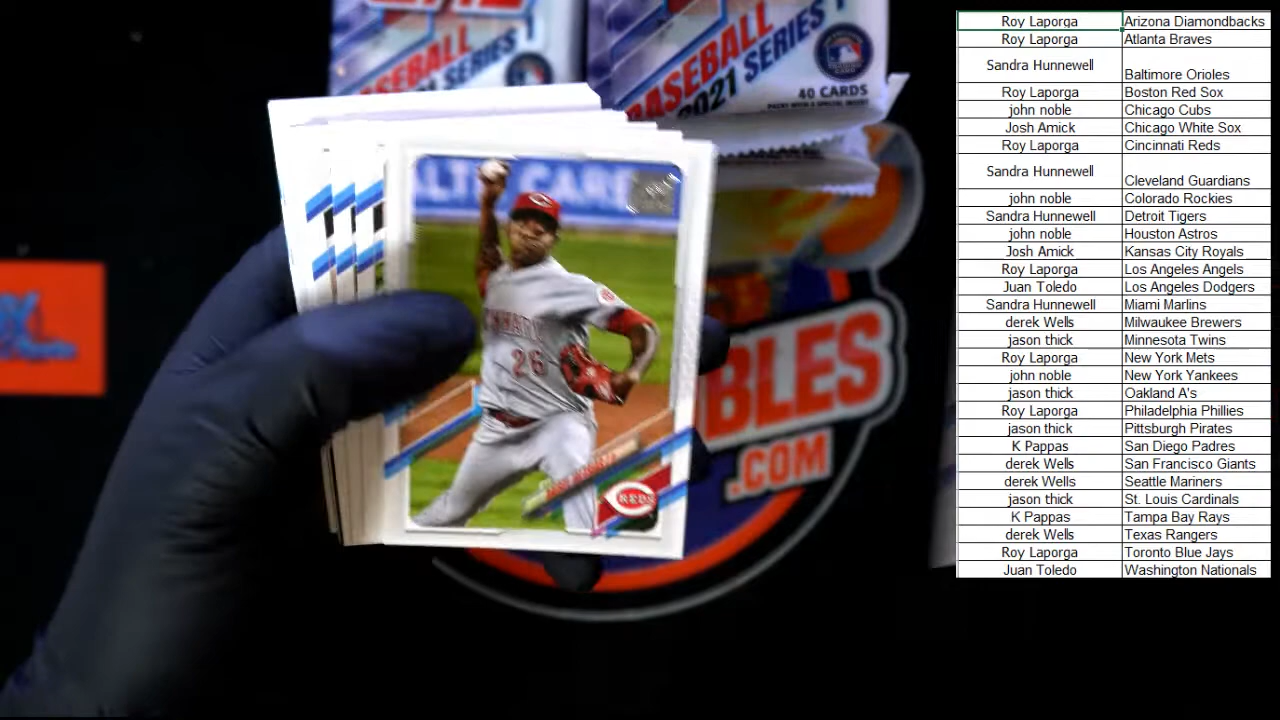 BASEBALL
2021 SERIES 1
BASEBALL
2021 SERIES 1
40 CARDS
ALTH CARE
26
REDS
BLES
.COM
Roy Laporga Arizona Diamondbacks
Roy Laporga Atlanta Braves
Sandra Hunnewell Baltimore Orioles
Roy Laporga Boston Red Sox
john noble Chicago Cubs
Josh Amick Chicago White Sox
Roy Laporga Cincinnati Reds
Sandra Hunnewell Cleveland Guardians
john noble Colorado Rockies
Sandra Hunnewell Detroit Tigers
john noble Houston Astros
Josh Amick Kansas City Royals
Roy Laporga Los Angeles Angels
Juan Toledo Los Angeles Dodgers
Sandra Hunnewell Miami Marlins
derek Wells Milwaukee Brewers
jason thick Minnesota Twins
Roy Laporga New York Mets
john noble New York Yankees
jason thick Oakland A's
Roy Laporga Philadelphia Phillies
jason thick Pittsburgh Pirates
K Pappas San Diego Padres
derek Wells San Francisco Giants
derek Wells Seattle Mariners
jason thick St. Louis Cardinals
K Pappas Tampa Bay Rays
derek Wells Texas Rangers
Roy Laporga Toronto Blue Jays
Juan Toledo Washington Nationals